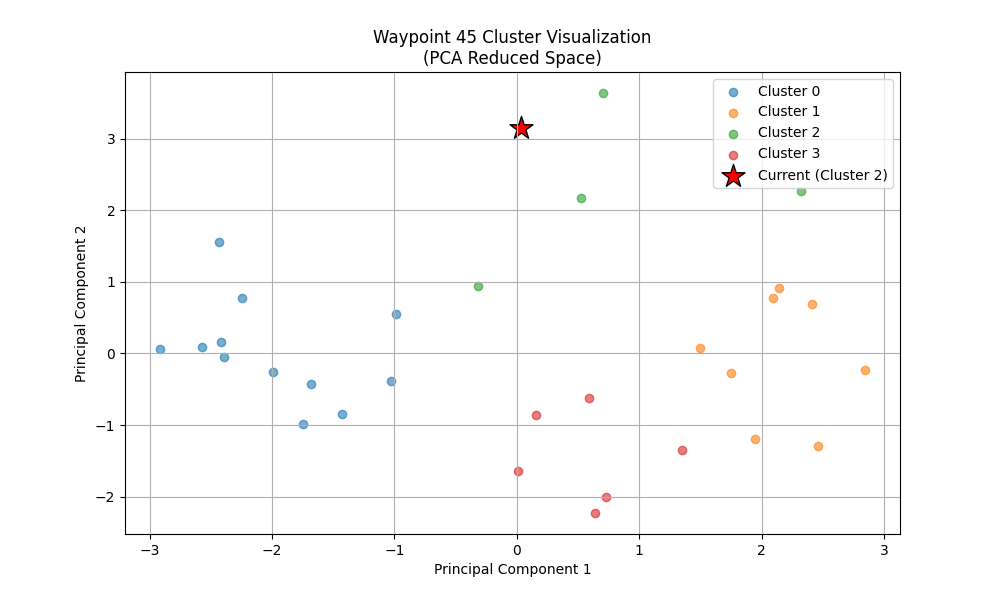 Waypoint 45 Cluster Visualization
(PCA Reduced Space)
Cluster 0
Cluster 1
Cluster 2
Cluster 3
Current (Cluster 2)
Principal Component 2
3
2
1
0
−1
−2
−3
−2
−1
0
1
2
3
Principal Component 1